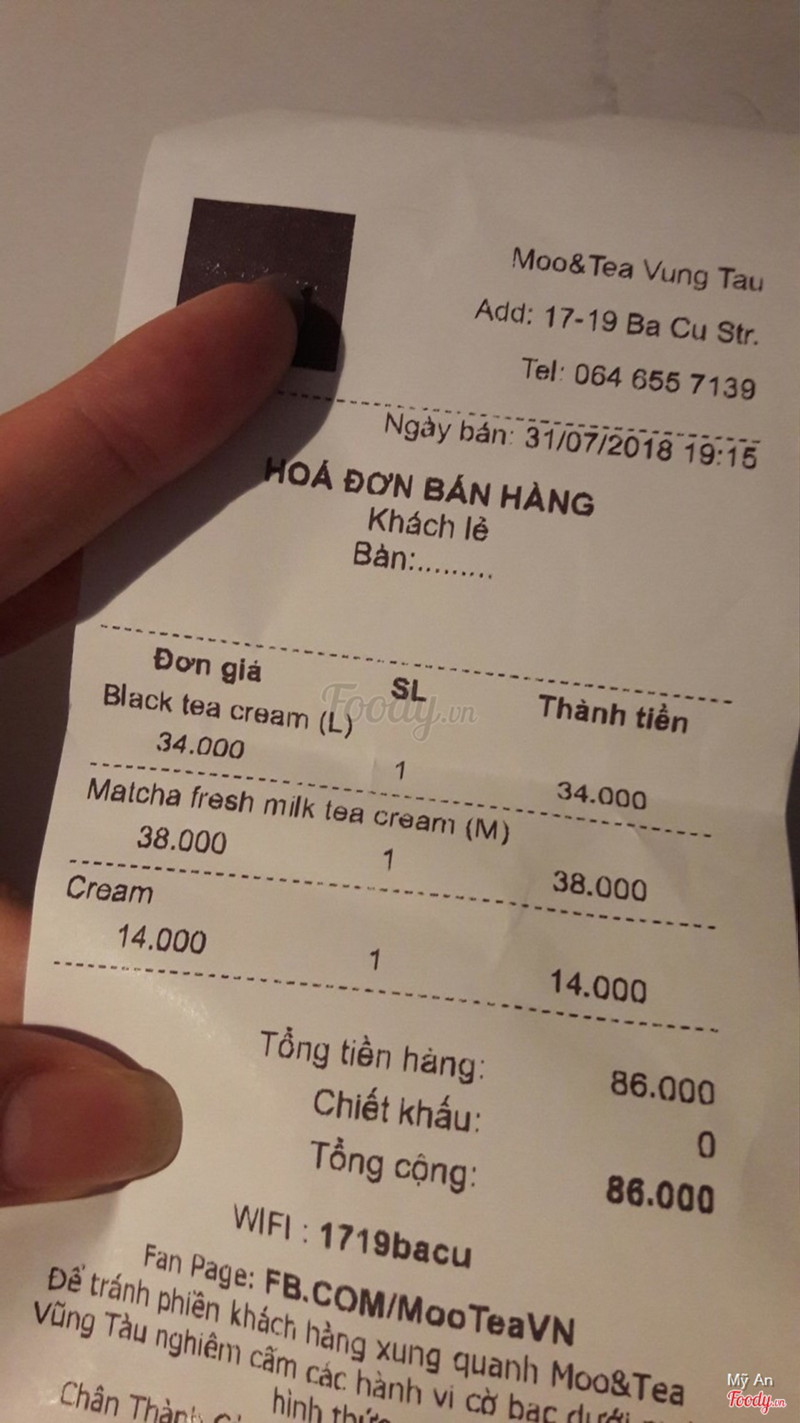 Moo&Tea Vung Tau
Add: 17-19 Ba Cu Str.
Tel: 064 655 7139
Ngày bán: 31/07/2018 19:15
HOÁ ĐƠN BÁN HÀNG
Khách lẻ
Bàn:.........
Đơn giá SL Thành tiền
Black tea cream (L)
34.000 1 34.000
Matcha fresh milk tea cream (M)
38.000 1 38.000
Cream
14.000 1 14.000
Tổng tiền hàng: 86.000
Chiết khấu: 0
Tổng cộng: 86.000
WIFI : 1719bacu
Fan Page: FB.COM/MooTeaVN
Để tránh phiền khách hàng xung quanh Moo&Tea
Vũng Tàu nghiêm cấm các hành vi cờ bạc dưới
hình thức
Chân Thành
Foody.vn
Mỹ An
Foody.vn